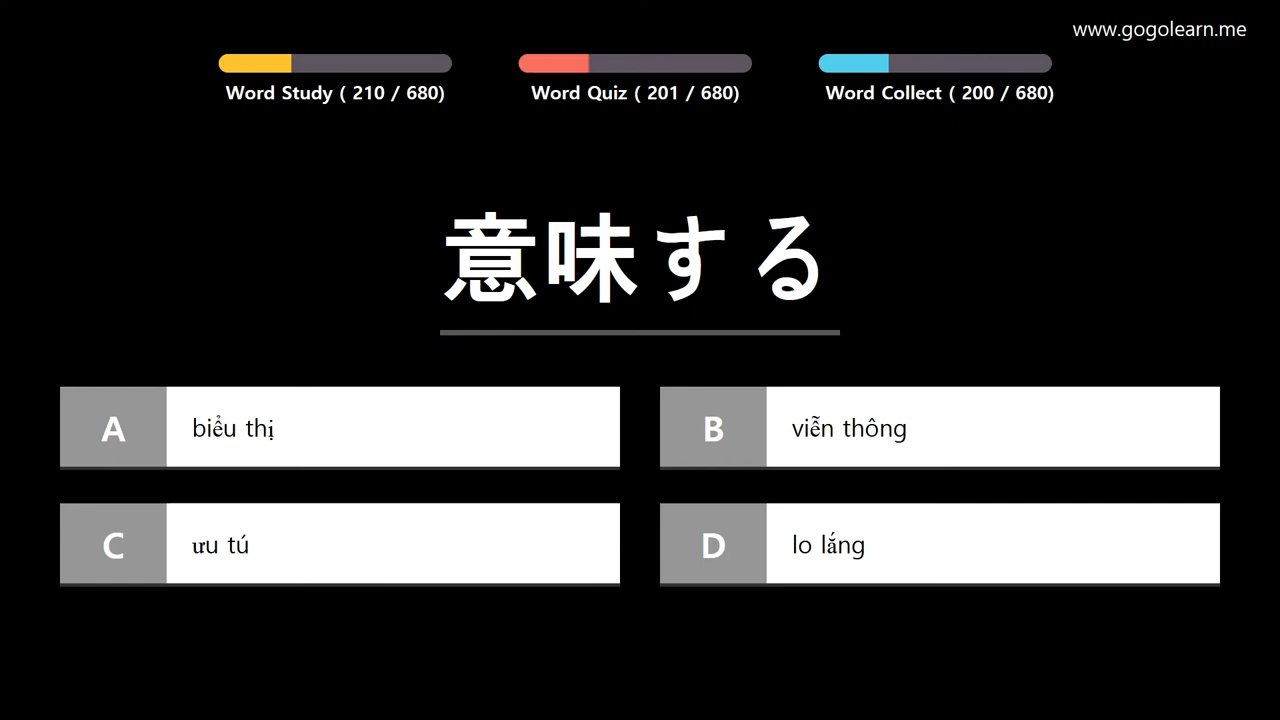 www.gogolearn.me
Word Study ( 210 / 680)
Word Quiz ( 201 / 680)
Word Collect ( 200 / 680)
意味する
A
biểu thị
B
viễn thông
C
ưu tú
D
lo lắng